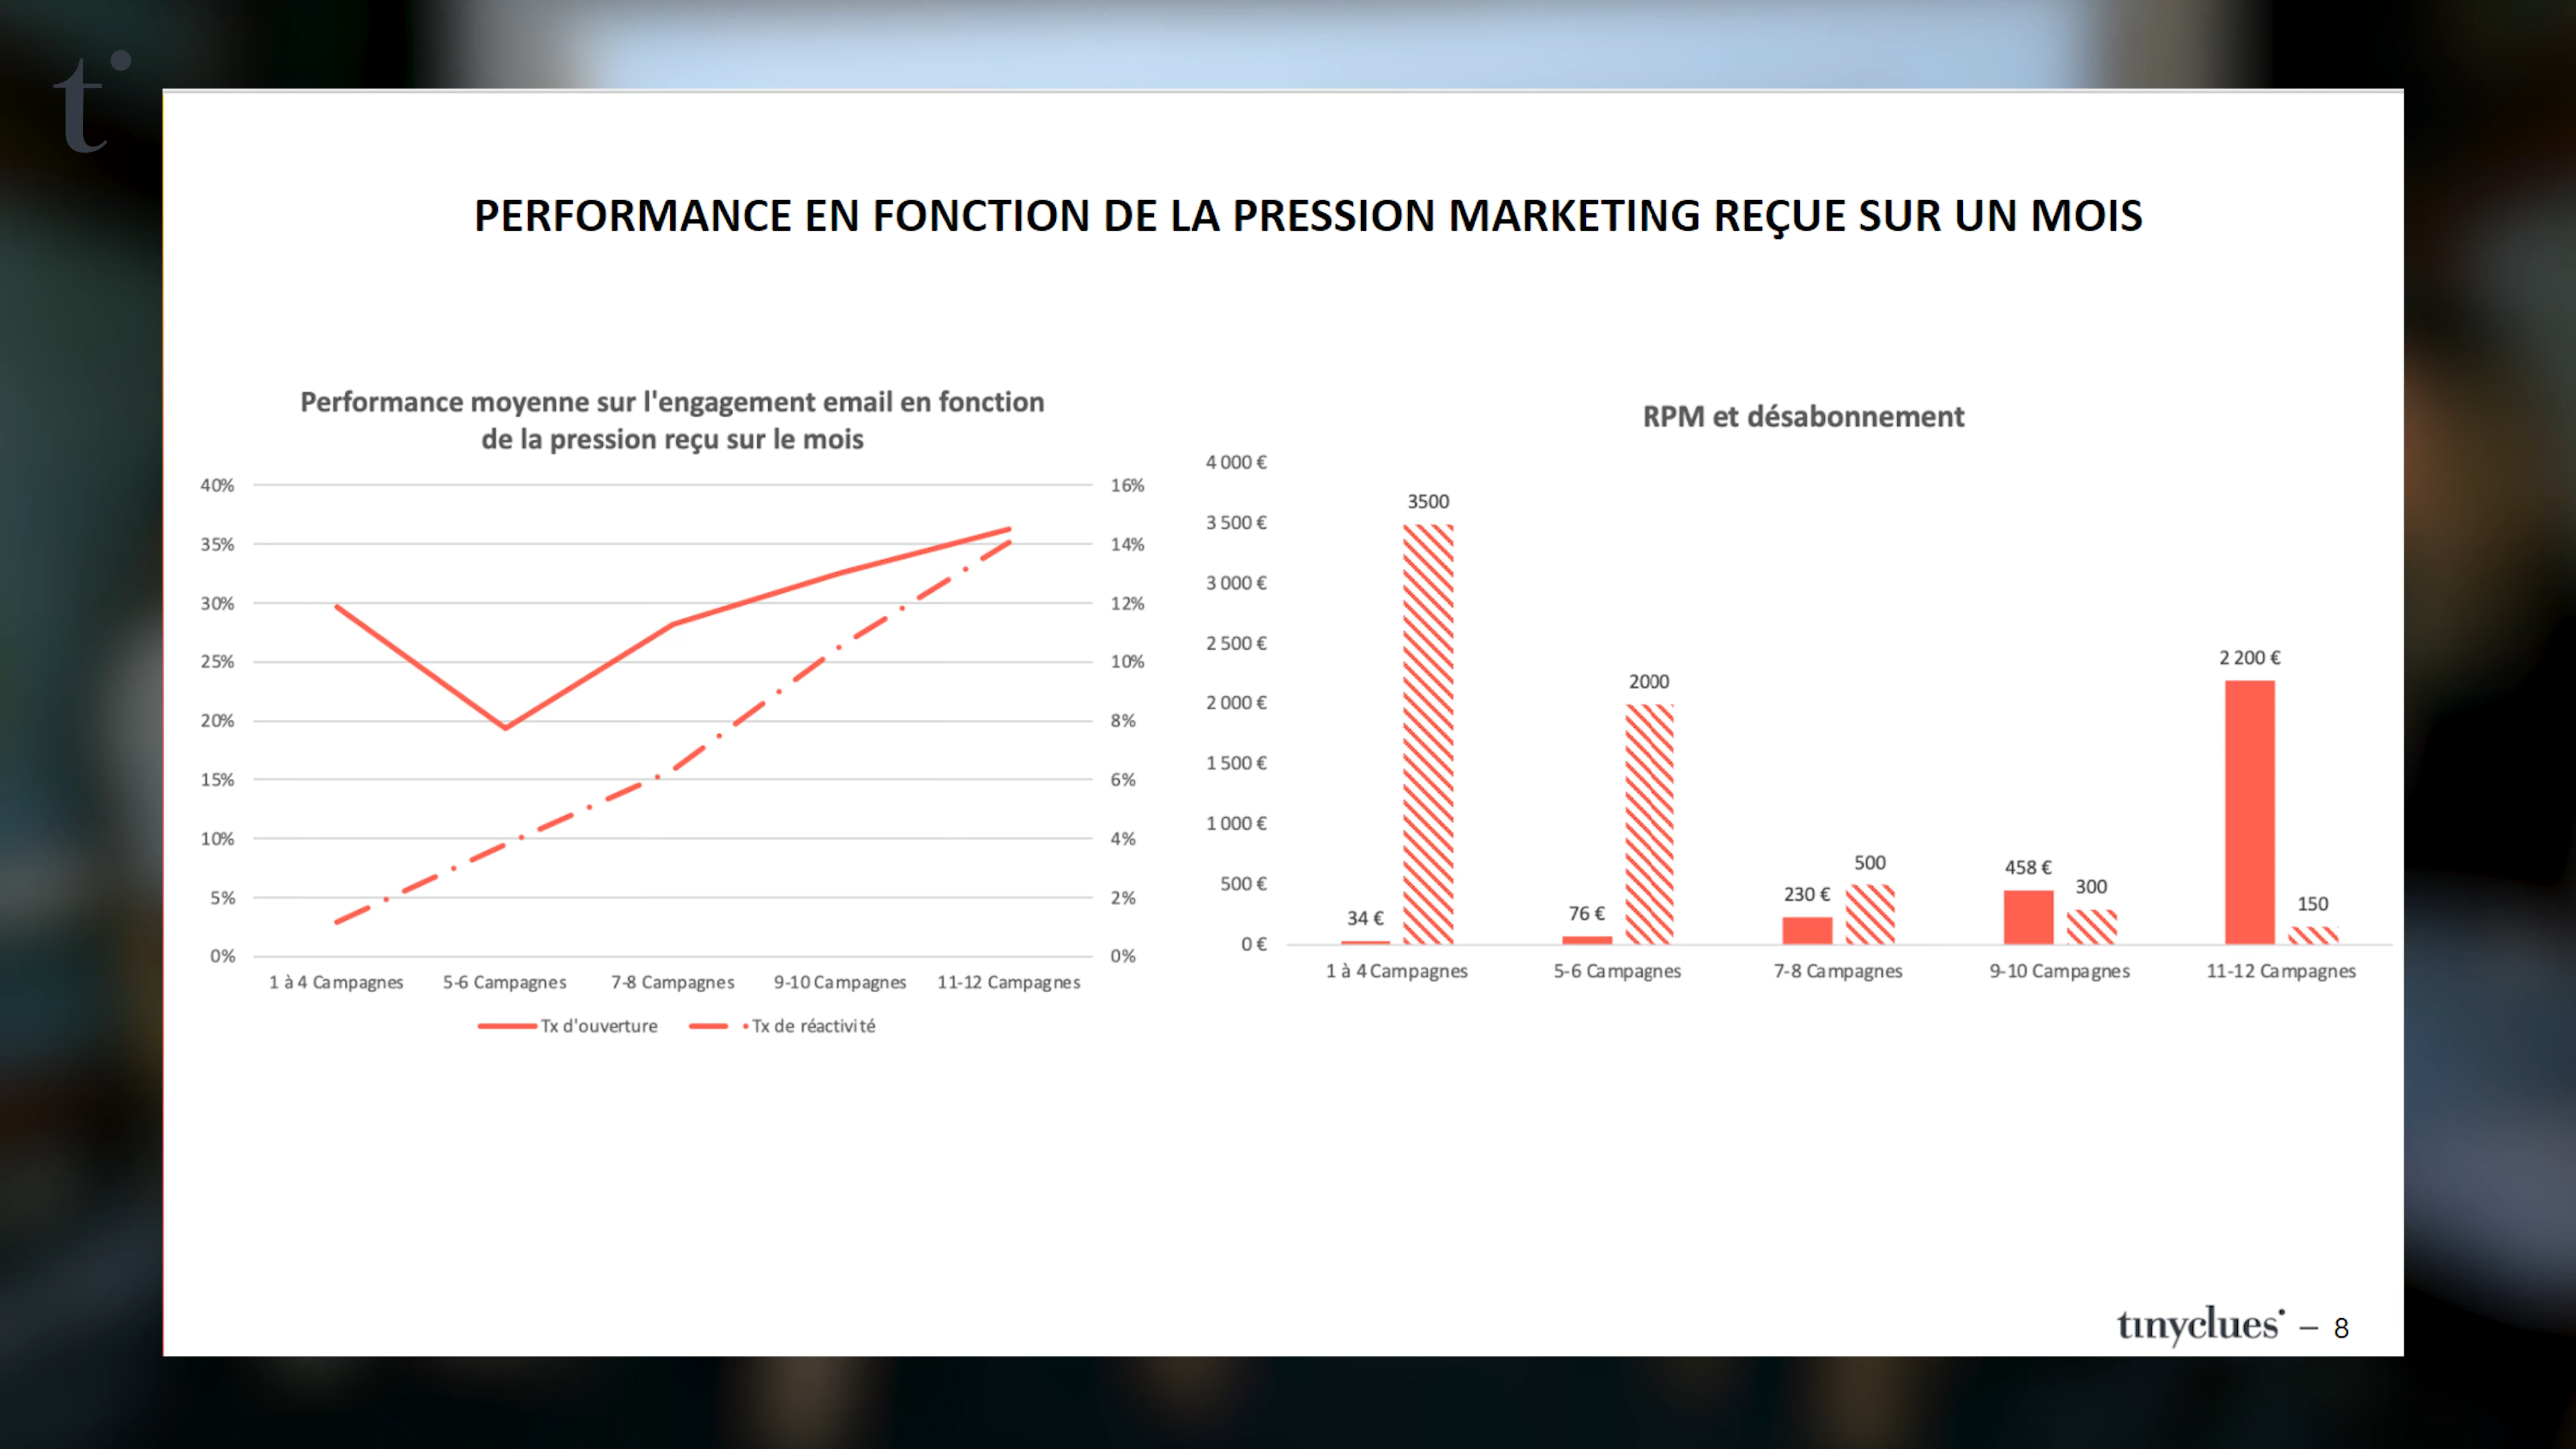 t
PERFORMANCE EN FONCTION DE LA PRESSION MARKETING REÇUE SUR UN MOIS
Performance moyenne sur l'engagement email en fonction
de la pression reçu sur le mois
40%
35%
30%
25%
20%
15%
10%
5%
0%
16%
14%
12%
10%
8%
6%
4%
2%
0%
1 à 4 Campagnes
5-6 Campagnes
7-8 Campagnes
9-10 Campagnes
11-12 Campagnes
Tx d'ouverture
Tx de réactivité
RPM et désabonnement
4 000 €
3 500 €
3 000 €
2 500 €
2 000 €
1 500 €
1 000 €
500 €
0 €
34 €
3500
76 €
2000
230 €
500
458 €
300
2 200 €
150
1 à 4 Campagnes
5-6 Campagnes
7-8 Campagnes
9-10 Campagnes
11-12 Campagnes
tinyclues – 8